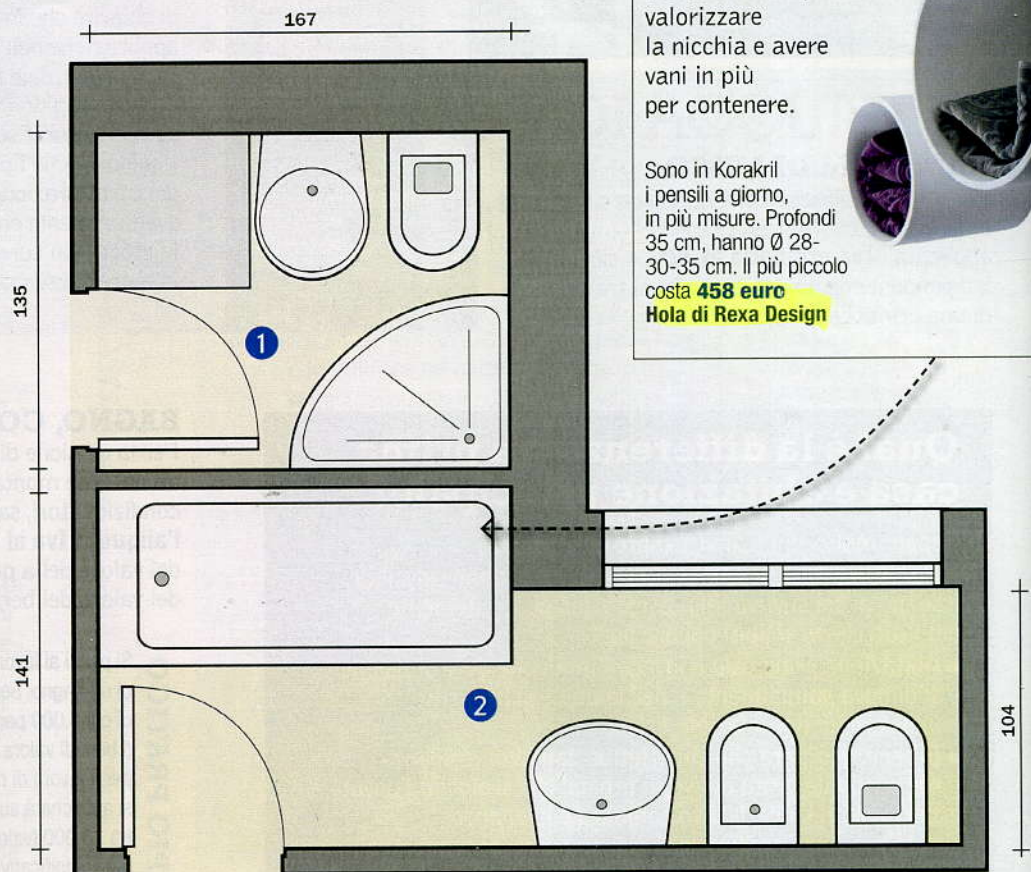 167
valorizzare
la nicchia e avere
vani in più
per contenere.
Sono in Korakril
i pensili a giorno,
in più misure. Profondi
35 cm, hanno Ø 28-
30-35 cm. Il più piccolo
costa 458 euro
Hola di Rexa Design
135
1
141
2
104